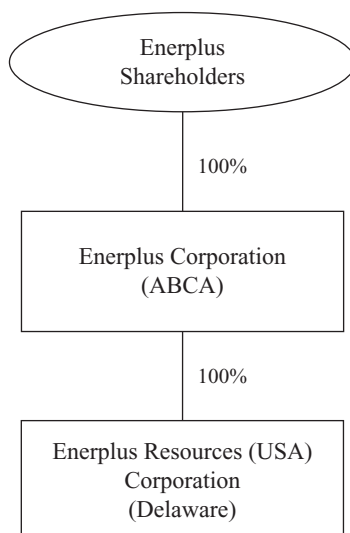 Enerplus
Shareholders
100%
Enerplus Corporation
(ABCA)
100%
Enerplus Resources (USA)
Corporation
(Delaware)